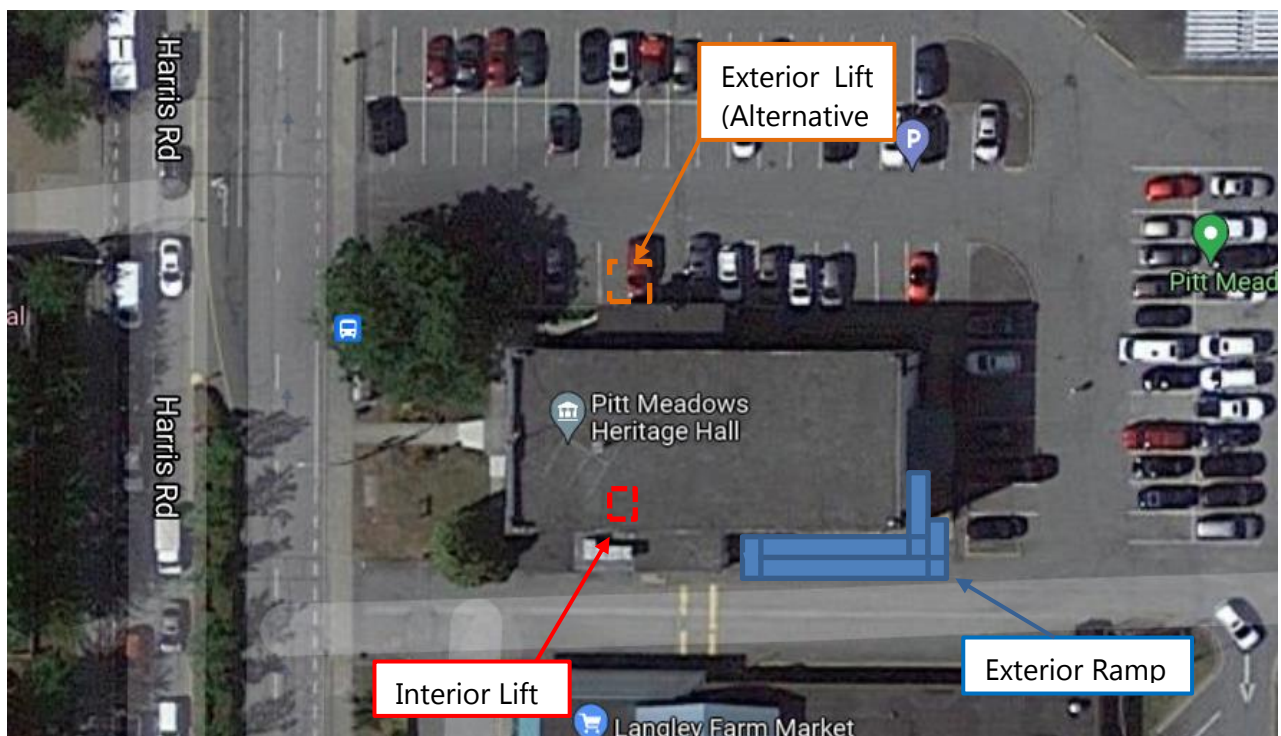 Harris Rd
Exterior Lift
(Alternative
P
Pitt Mead
al
Pitt Meadows
Heritage Hall
Harris Rd
Interior Lift
Exterior Ramp
Langley Farm Market